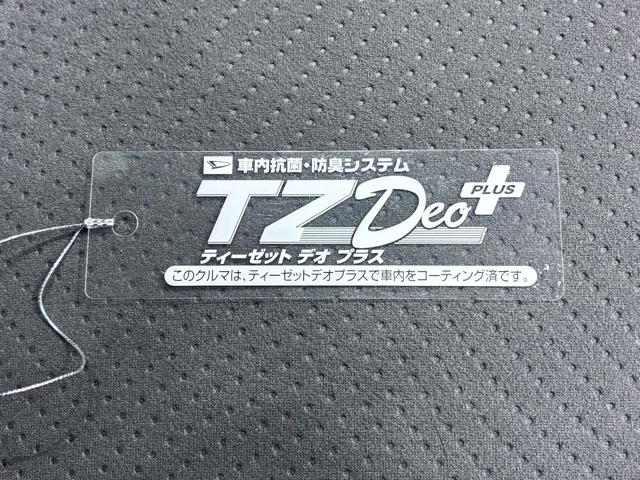 車内抗菌・防臭システム
TZ Deo PLUS
ティーゼット デオ プラス
このクルマは、ティーゼットデオプラスで車内をコーティング済です。